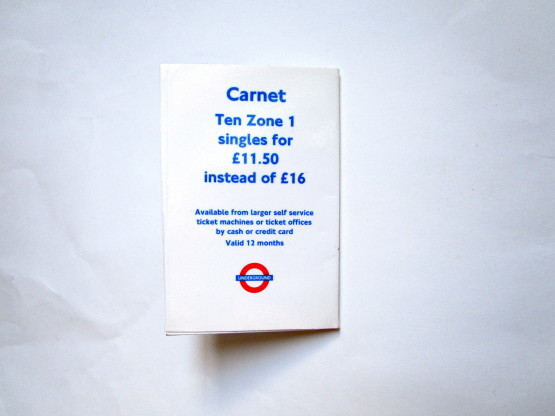 Carnet
Ten Zone 1
singles for
£11.50
instead of £16
Available from larger self service
ticket machines or ticket offices
by cash or credit card
Valid 12 months
UNDERGROUND